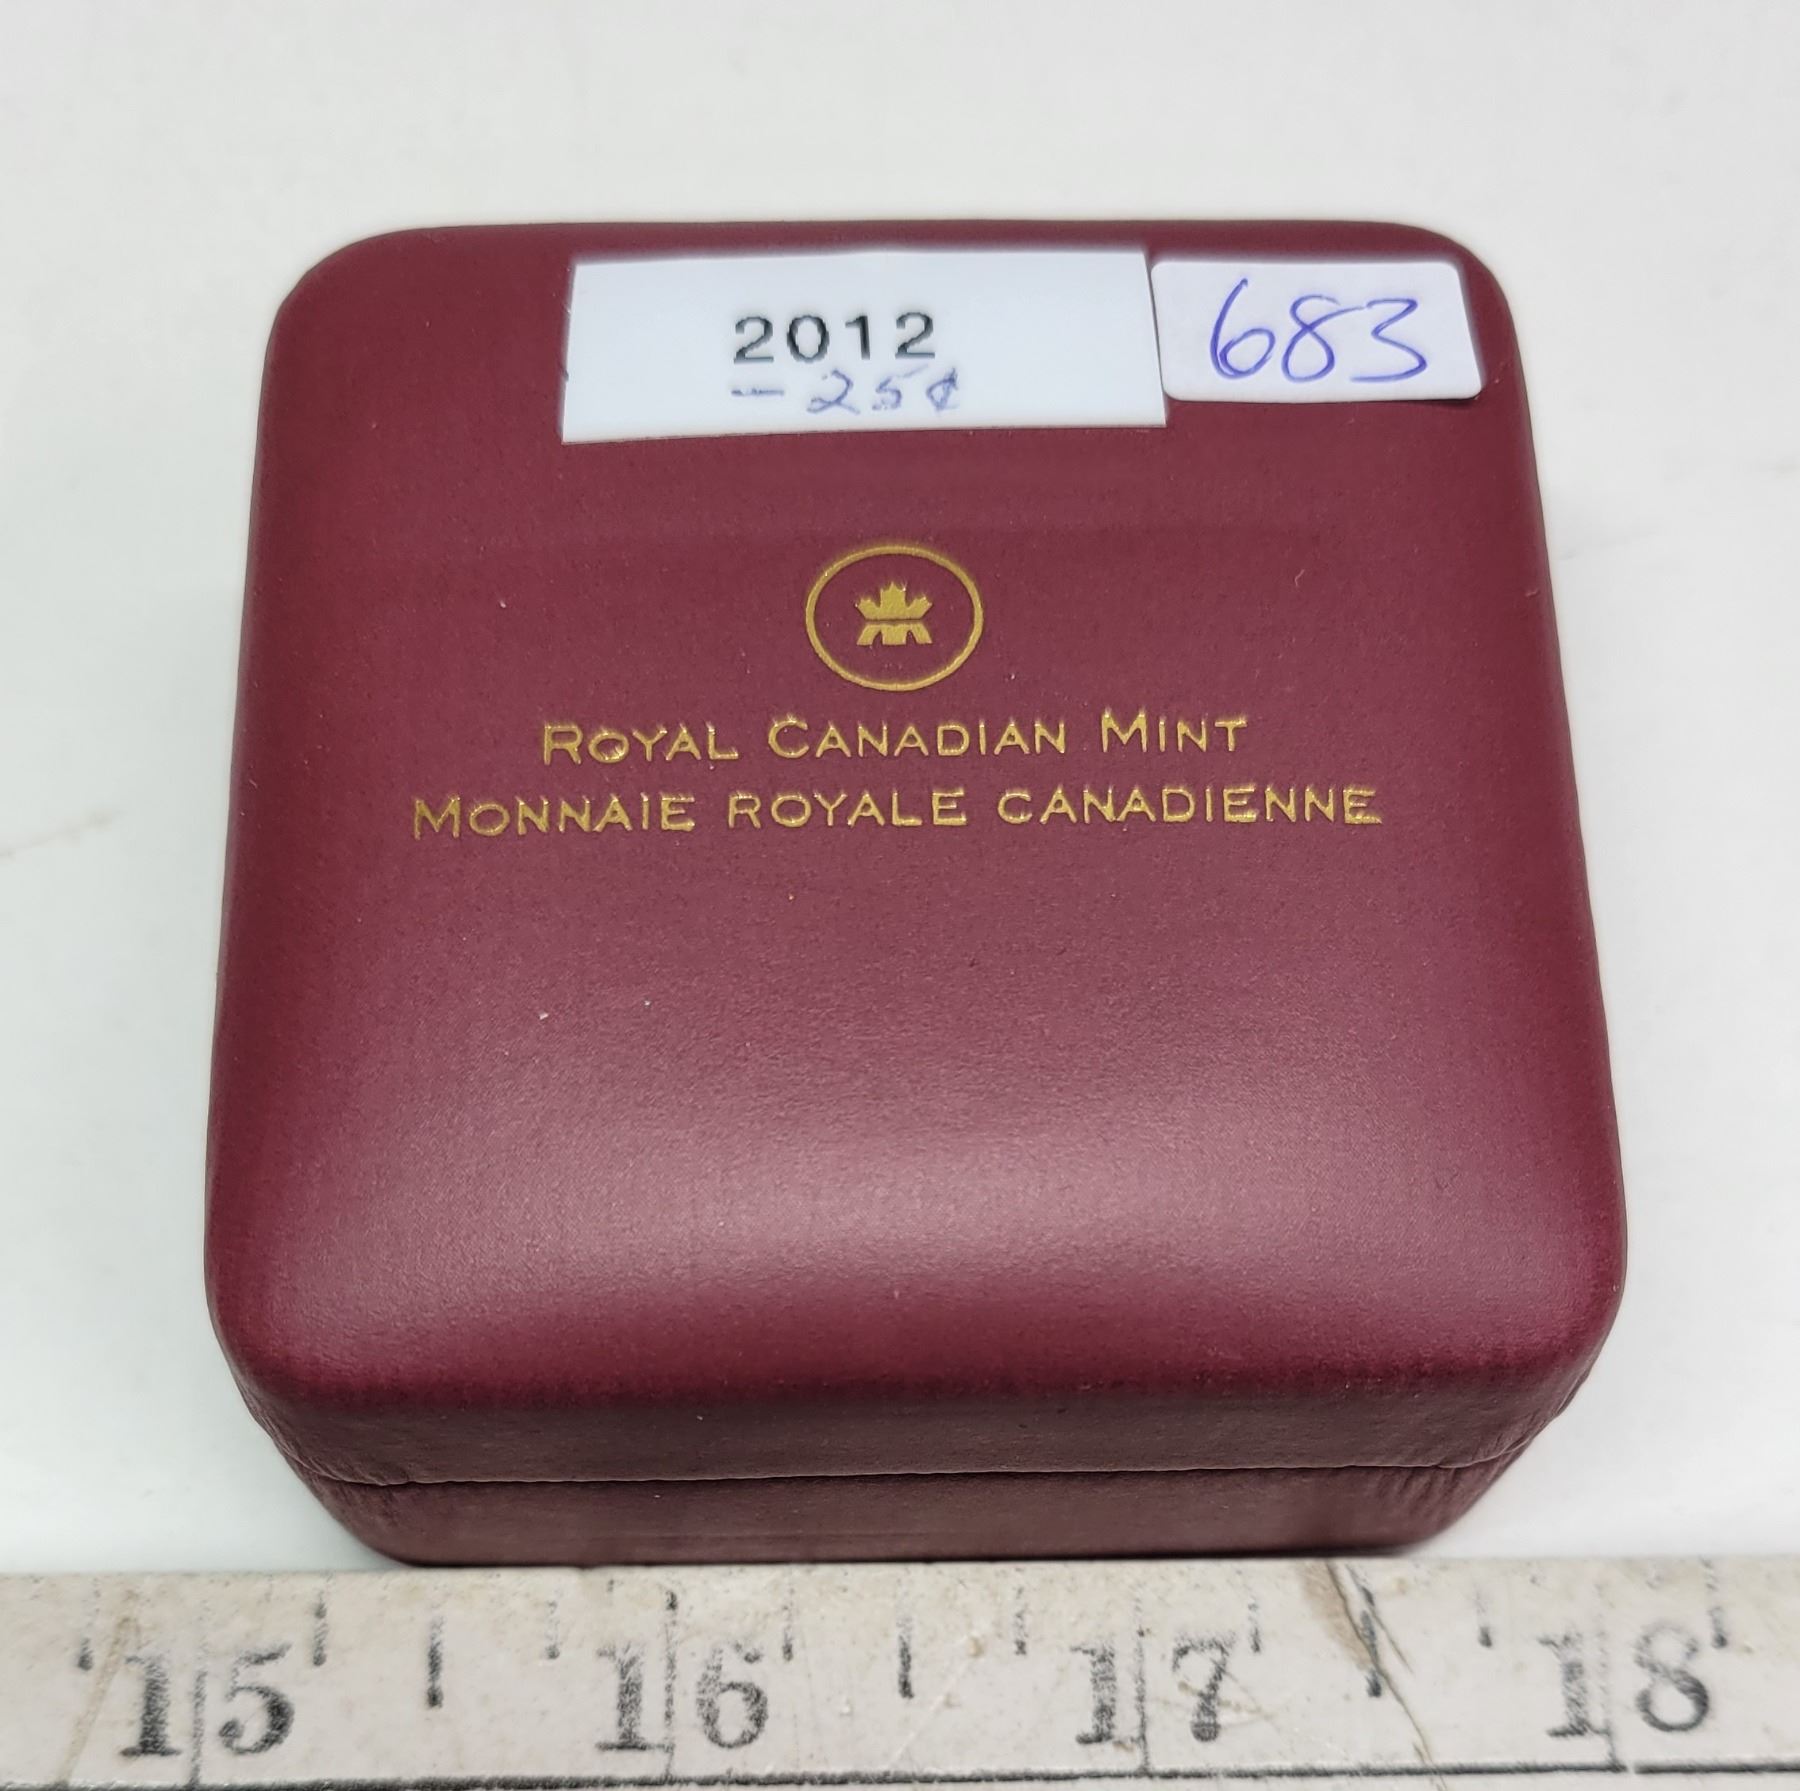 2012
- 25¢
683
ROYAL CANADIAN MINT
MONNAIE ROYALE CANADIENNE
15 16 17 18